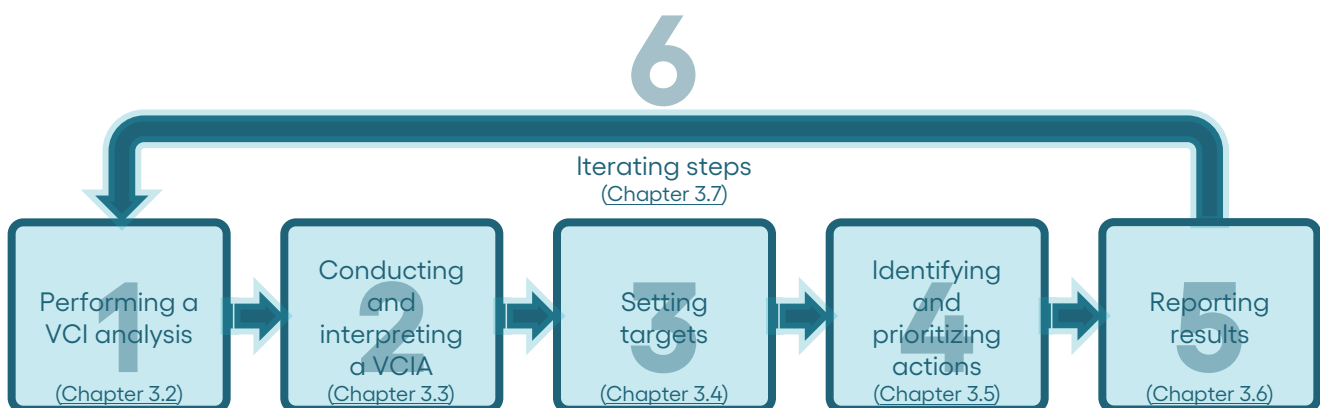 6
Iterating steps
(Chapter 3.7)
1
Performing a
VCI analysis
(Chapter 3.2)
2
Conducting
and
interpreting
a VCIA
(Chapter 3.3)
3
Setting
targets
(Chapter 3.4)
4
Identifying
and
prioritizing
actions
(Chapter 3.5)
5
Reporting
results
(Chapter 3.6)